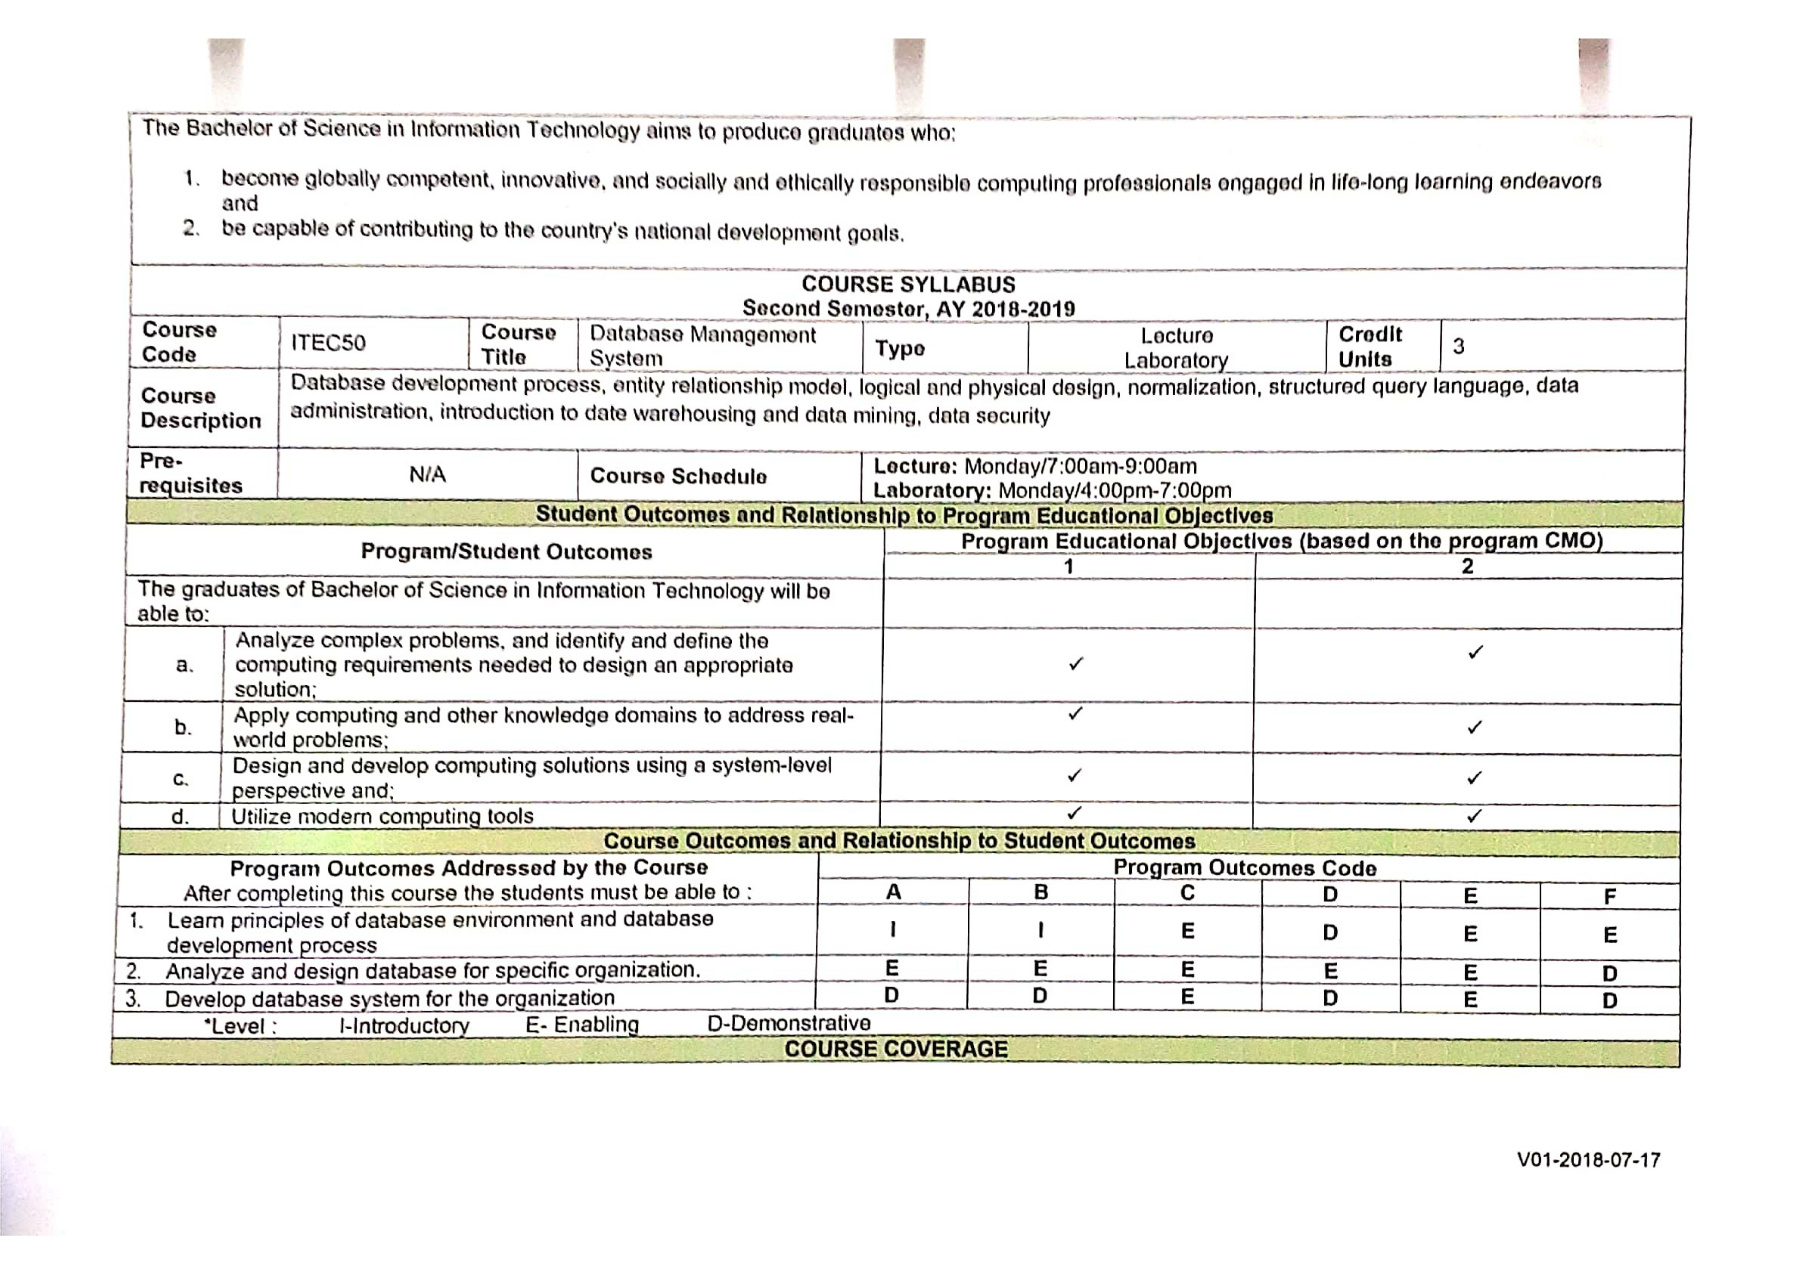 The Bachelor of Science in Information Technology aims to produce graduates who:
1. become globally competent, innovative, and socially and ethically responsible computing professionals engaged in life-long learning endeavors
and
2. be capable of contributing to the country's national development goals.
COURSE SYLLABUS
Second Semester, AY 2018-2019
Course Code ITEC50 Course Title Database Management System Type Lecture Laboratory Credit Units 3
Course Description
Database development process, entity relationship model, logical and physical design, normalization, structured query language, data
administration, introduction to date warehousing and data mining, data security
Pre-requisites N/A Course Schedule
Lecture: Monday/7:00am-9:00am
Laboratory: Monday/4:00pm-7:00pm
Student Outcomes and Relationship to Program Educational Objectives
Program/Student Outcomes
Program Educational Objectives (based on the program CMO)
1 2
The graduates of Bachelor of Science in Information Technology will be
able to:
a. Analyze complex problems, and identify and define the
computing requirements needed to design an appropriate
solution; ✓ ✓
b. Apply computing and other knowledge domains to address real-
world problems; ✓ ✓
c. Design and develop computing solutions using a system-level
perspective and; ✓ ✓
d. Utilize modern computing tools ✓ ✓
Course Outcomes and Relationship to Student Outcomes
Program Outcomes Addressed by the Course Program Outcomes Code
After completing this course the students must be able to : A B C D E F
1. Learn principles of database environment and database
development process I I E D E E
2. Analyze and design database for specific organization. E E E E E D
3. Develop database system for the organization D D E D E D
*Level : I-Introductory E- Enabling D-Demonstrative
COURSE COVERAGE
V01-2018-07-17